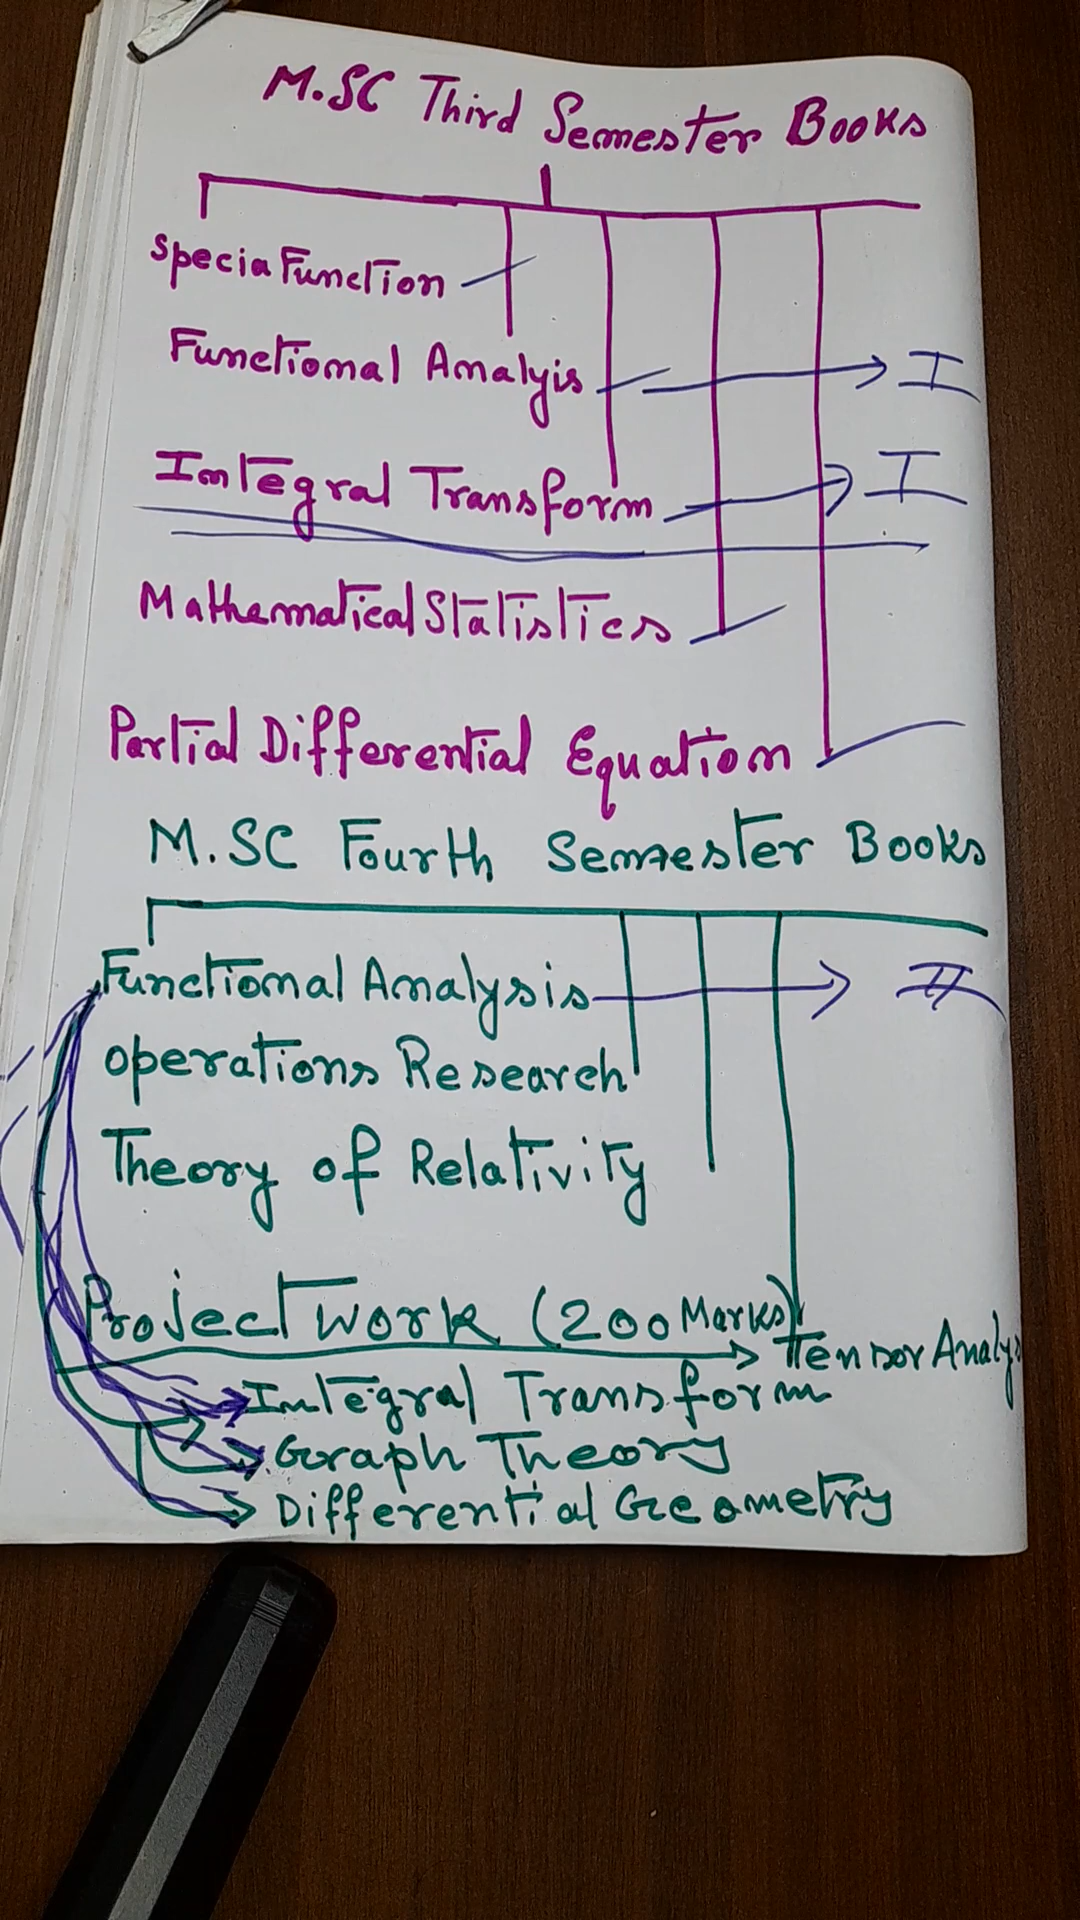 M.SC Third Semester Books
Specia Function
Functional Analyis → I
Integral Transform → I
Mathematical Statistics
Partial Differential Equation
M.SC Fourth Semester Books
Functional Analysis → II
operations Research
Theory of Relativity
Project work (200 Marks)
Tensor Analys
Integral Transform
Graph Theory
Differential Geometry